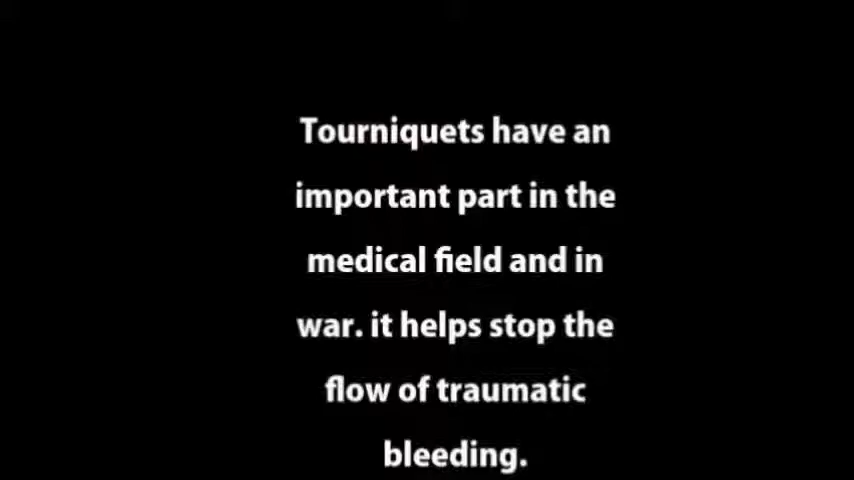 Tourniquets have an
important part in the
medical field and in
war. it helps stop the
flow of traumatic
bleeding.